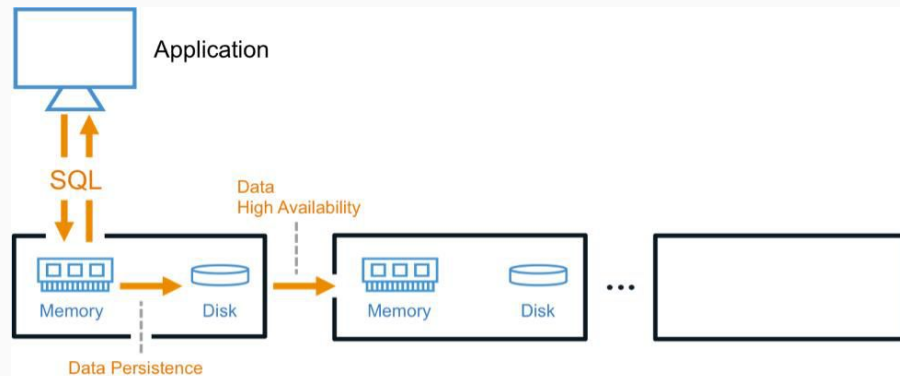 Application
SQL
Data
High Availability
Memory
Disk
Memory
Disk
...
Data Persistence